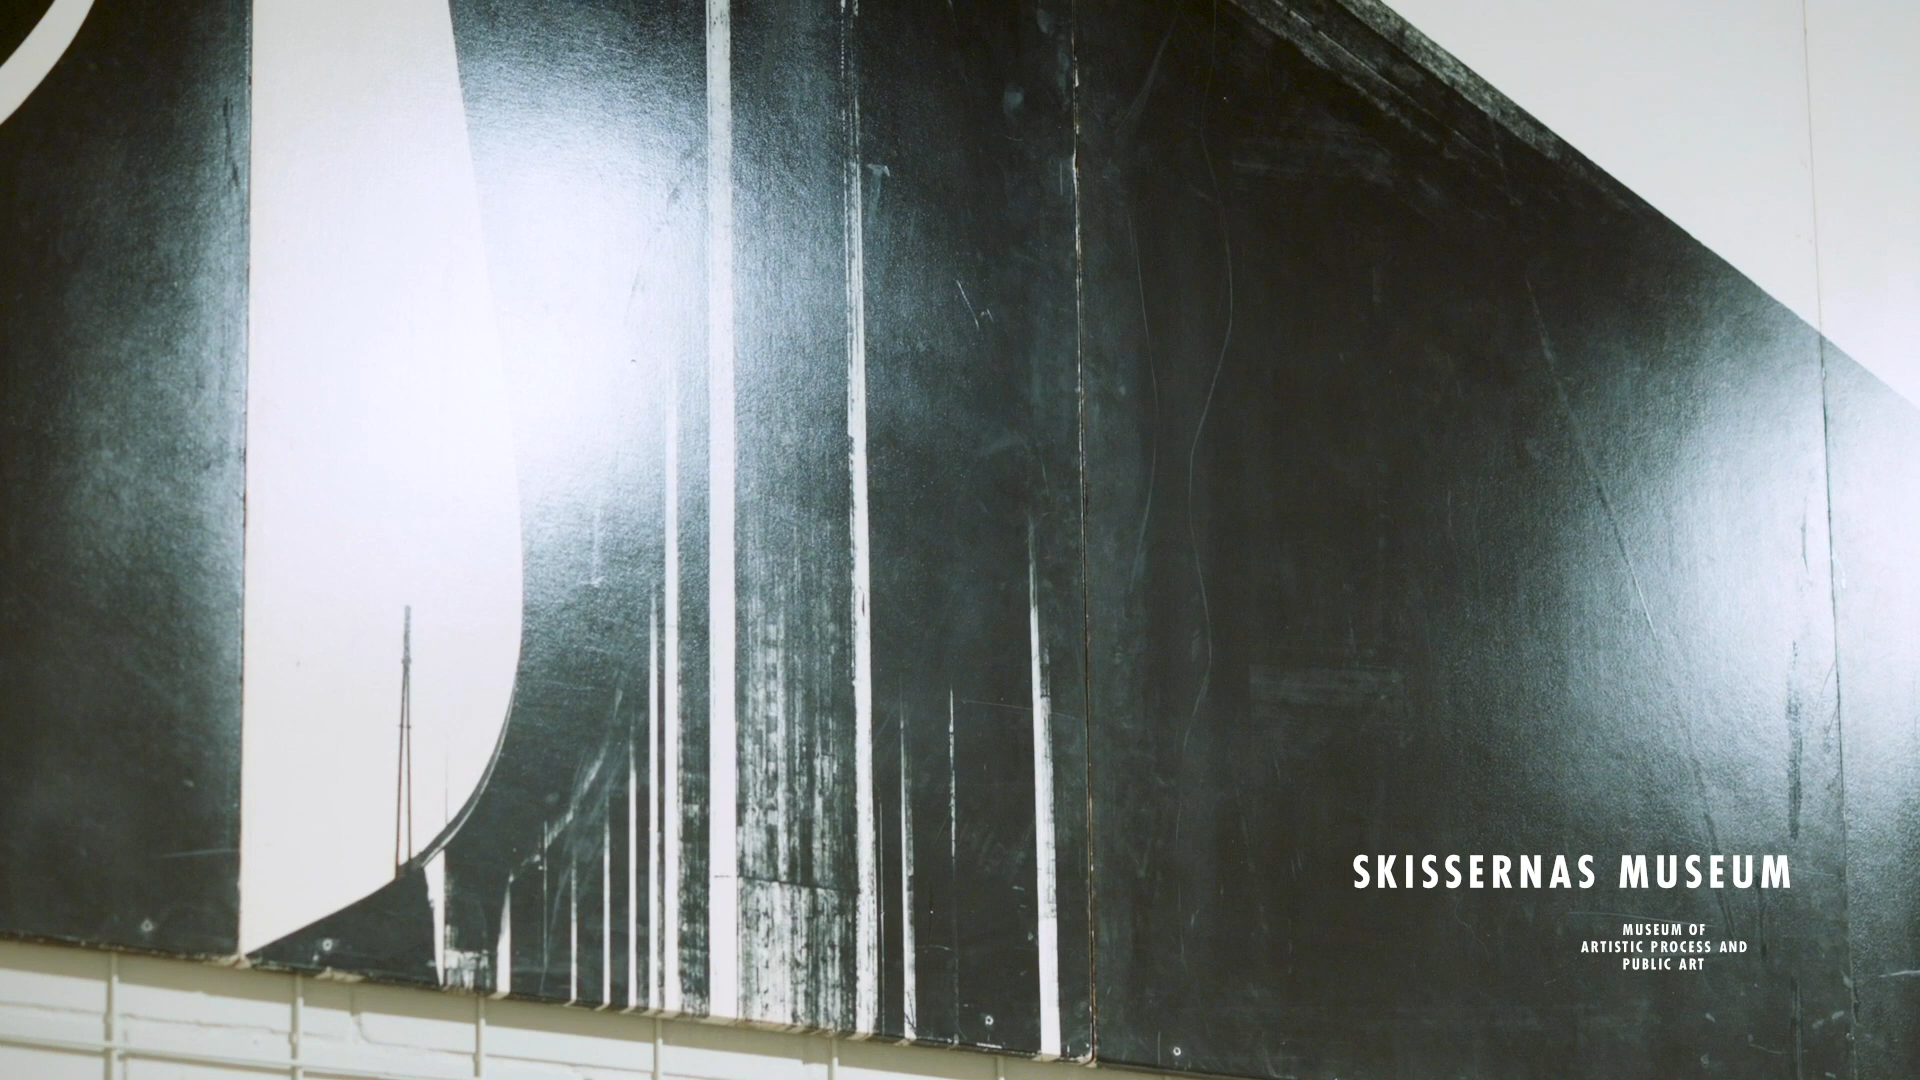 SKISSERNAS MUSEUM
MUSEUM OF
ARTISTIC PROCESS AND
PUBLIC ART